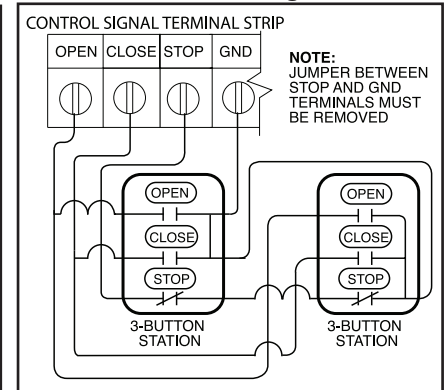 CONTROL SIGNAL TERMINAL STRIP
OPEN CLOSE STOP GND
NOTE:
JUMPER BETWEEN
STOP AND GND
TERMINALS MUST
BE REMOVED
OPEN
CLOSE
STOP
3-BUTTON
STATION
OPEN
CLOSE
STOP
3-BUTTON
STATION